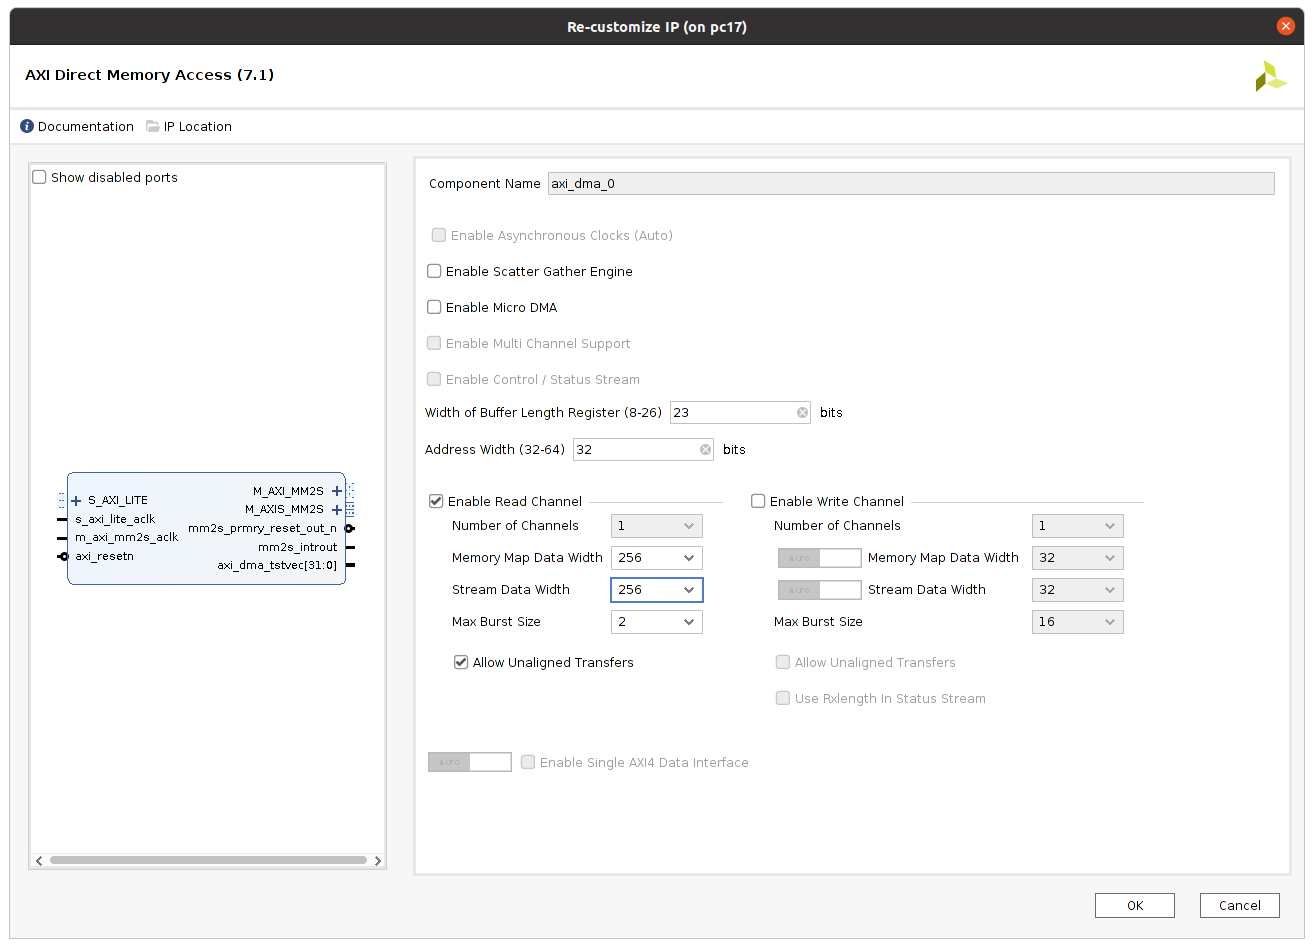 Re-customize IP (on pc17)
AXI Direct Memory Access (7.1)
Documentation IP Location
Show disabled ports
S_AXI_LITE
s_axi_lite_aclk
m_axi_mm2s_aclk
axi_resetn
M_AXI_MM2S
M_AXIS_MM2S
mm2s_prmry_reset_out_n
mm2s_introut
axi_dma_tstvec[31:0]
Component Name axi_dma_0
Enable Asynchronous Clocks (Auto)
Enable Scatter Gather Engine
Enable Micro DMA
Enable Multi Channel Support
Enable Control / Status Stream
Width of Buffer Length Register (8-26) 23 bits
Address Width (32-64) 32 bits
Enable Read Channel
Number of Channels 1
Memory Map Data Width 256
Stream Data Width 256
Max Burst Size 2
Allow Unaligned Transfers
Enable Write Channel
Number of Channels 1
AUTO Memory Map Data Width 32
AUTO Stream Data Width 32
Max Burst Size 16
Allow Unaligned Transfers
Use Rxlength In Status Stream
AUTO Enable Single AXI4 Data Interface
OK Cancel